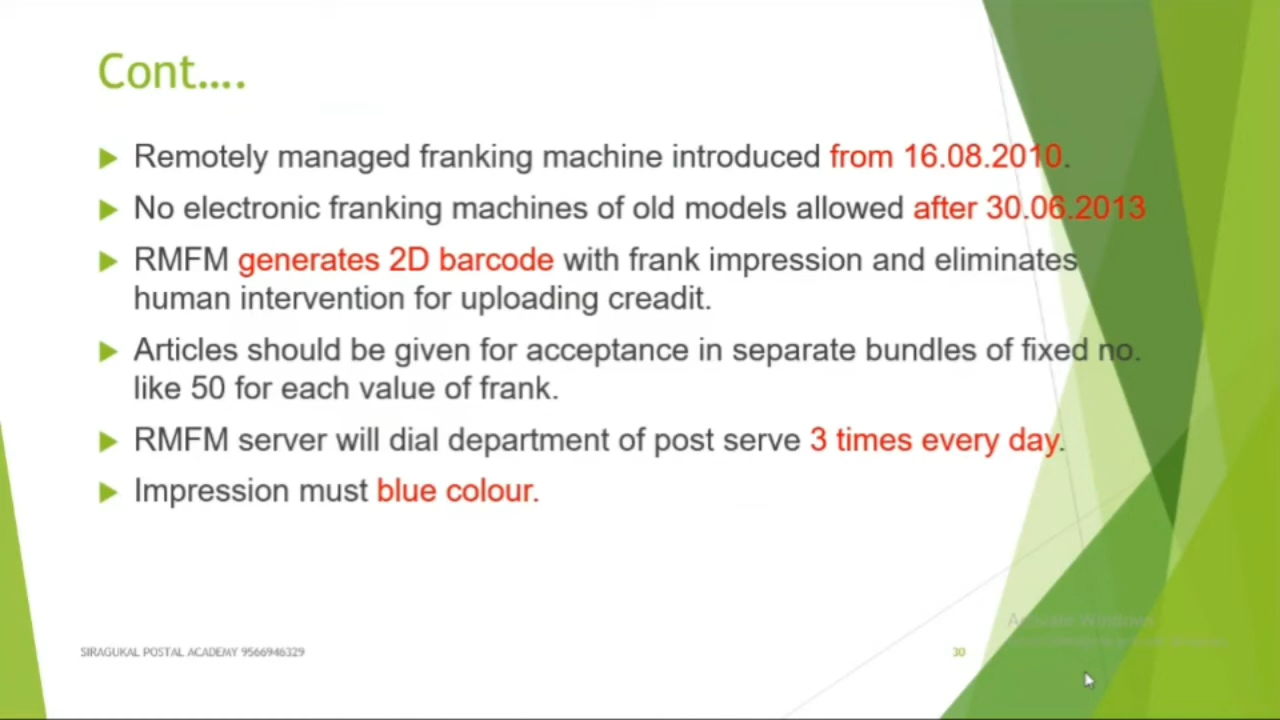 Cont....
Remotely managed franking machine introduced from 16.08.2010.
No electronic franking machines of old models allowed after 30.06.2013
RMFM generates 2D barcode with frank impression and eliminates
human intervention for uploading creadit.
Articles should be given for acceptance in separate bundles of fixed no.
like 50 for each value of frank.
RMFM server will dial department of post serve 3 times every day.
Impression must blue colour.
SIRAGUKAL POSTAL ACADEMY 9566946329
30
Activate Windows